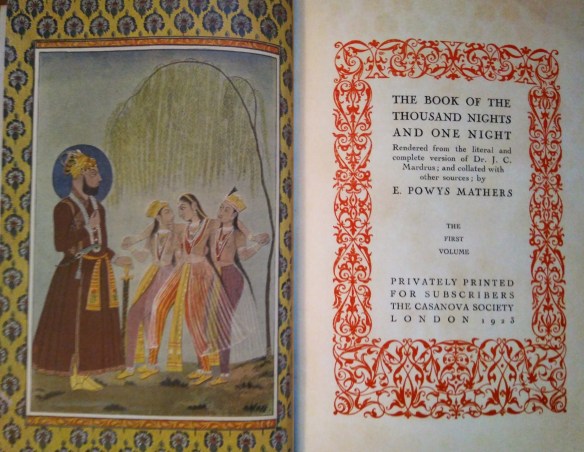 THE BOOK OF THE
THOUSAND NIGHTS
AND ONE NIGHT
Rendered from the literal and
complete version of Dr. J. C.
Mardrus; and collated with
other sources; by
E. POWYS MATHERS
THE
FIRST
VOLUME
PRIVATELY PRINTED
FOR SUBSCRIBERS
THE CASANOVA SOCIETY
LONDON 1923